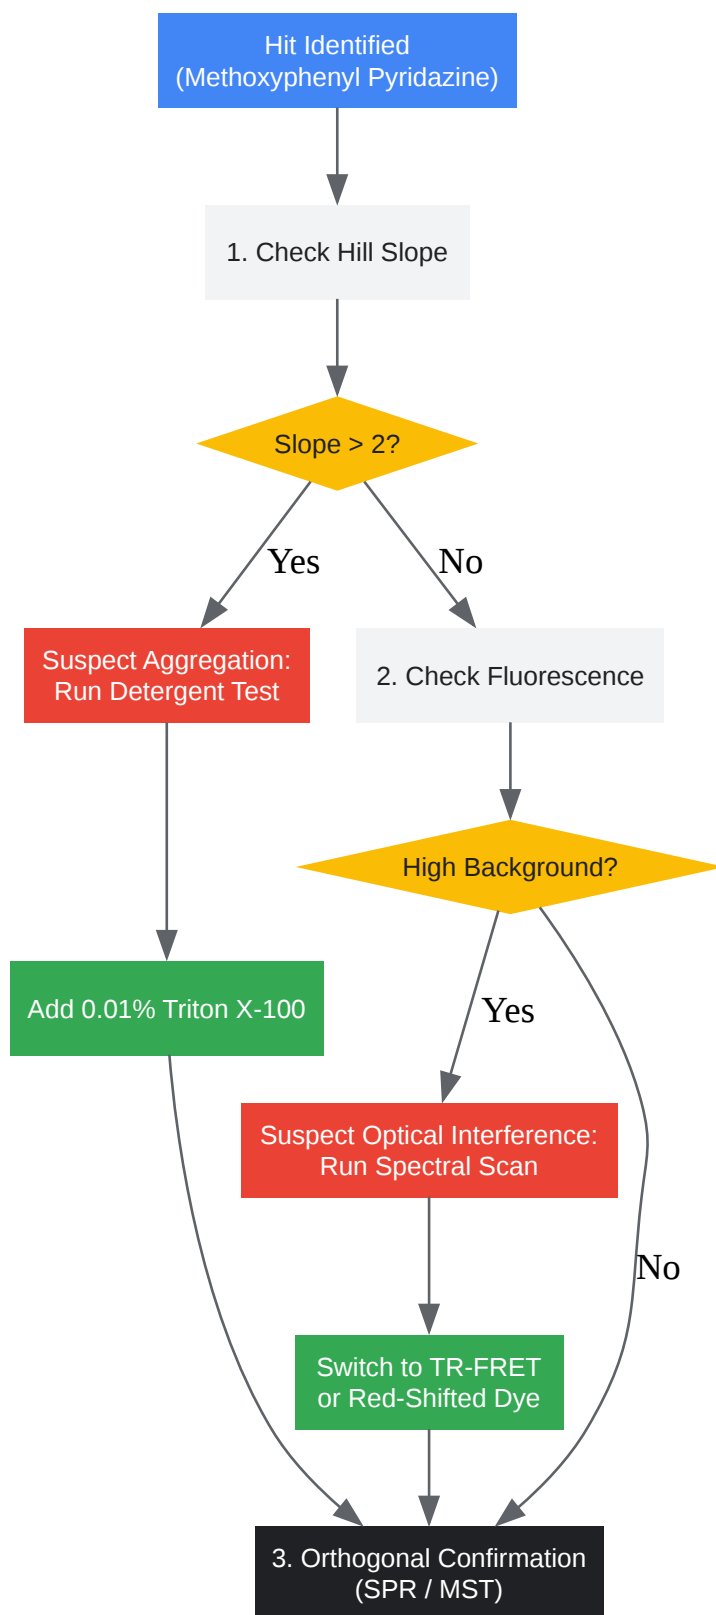 Hit Identified
(Methoxyphenyl Pyridazine)
1. Check Hill Slope
Slope > 2?
Yes
No
Suspect Aggregation:
Run Detergent Test
2. Check Fluorescence
High Background?
Add 0.01% Triton X-100
Yes
Suspect Optical Interference:
Run Spectral Scan
No
Switch to TR-FRET
or Red-Shifted Dye
3. Orthogonal Confirmation
(SPR / MST)